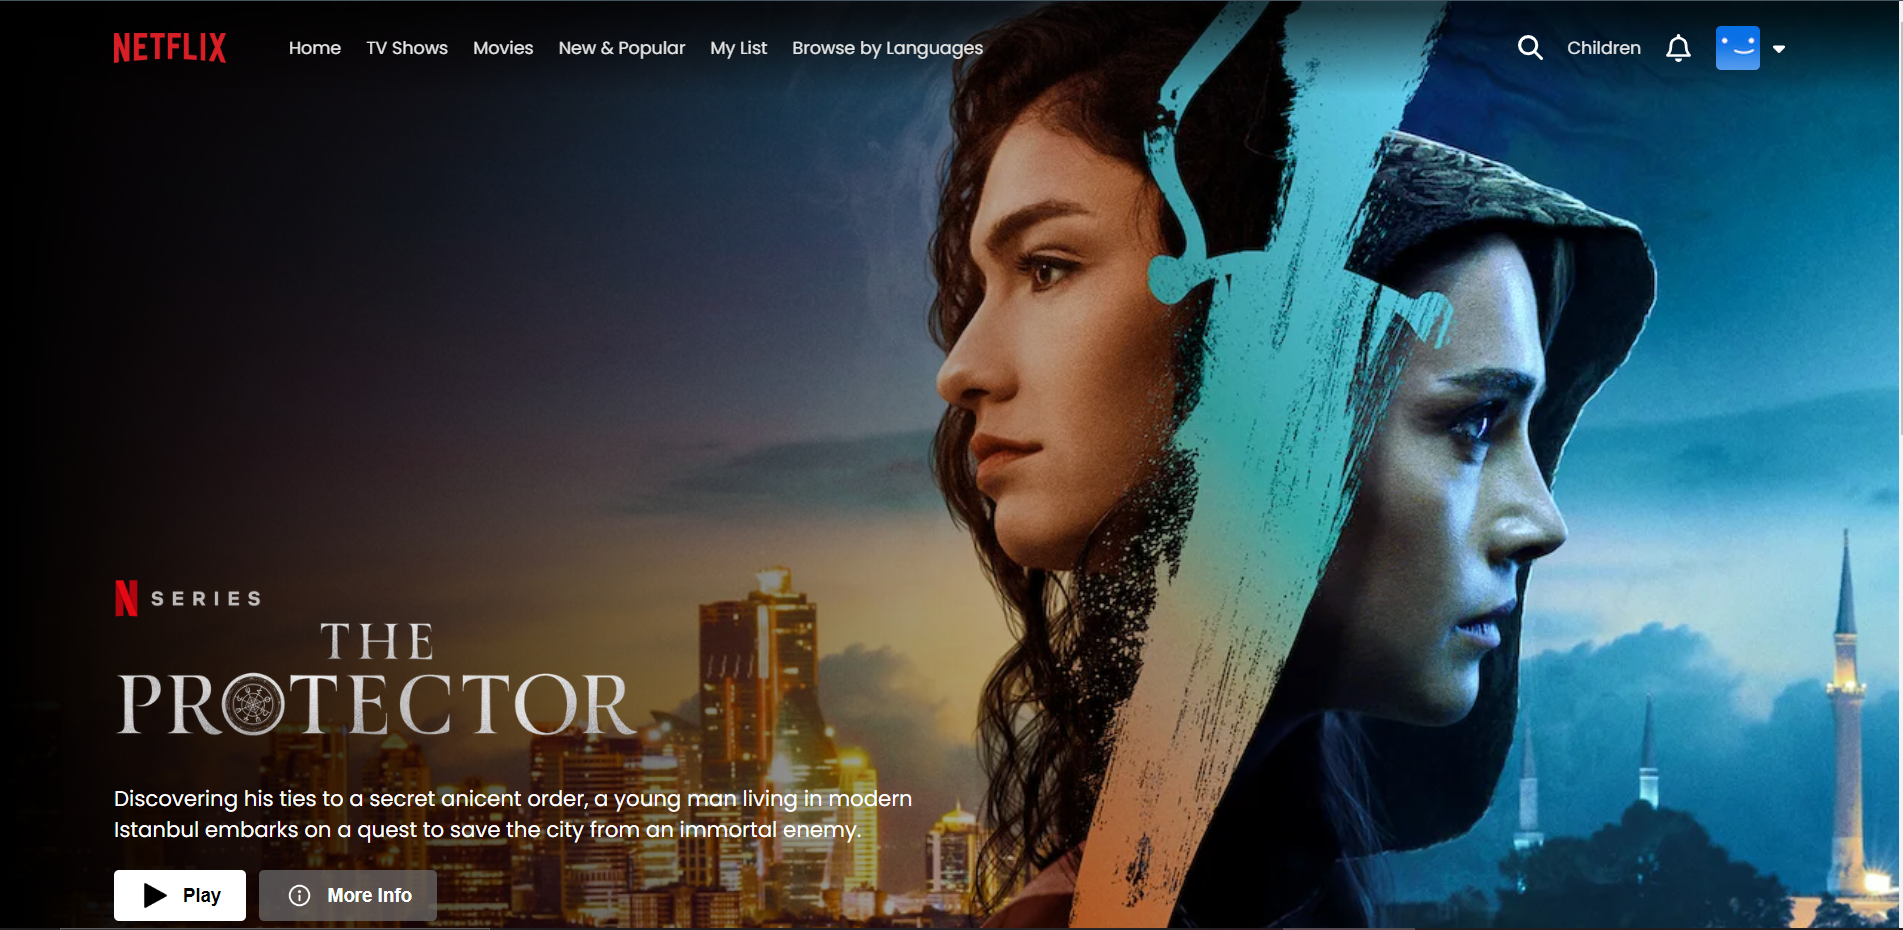 NETFLIX Home TV Shows Movies New & Popular My List Browse by Languages Children
N SERIES
THE
PROTECTOR
Discovering his ties to a secret anicent order, a young man living in modern
Istanbul embarks on a quest to save the city from an immortal enemy.
Play More Info